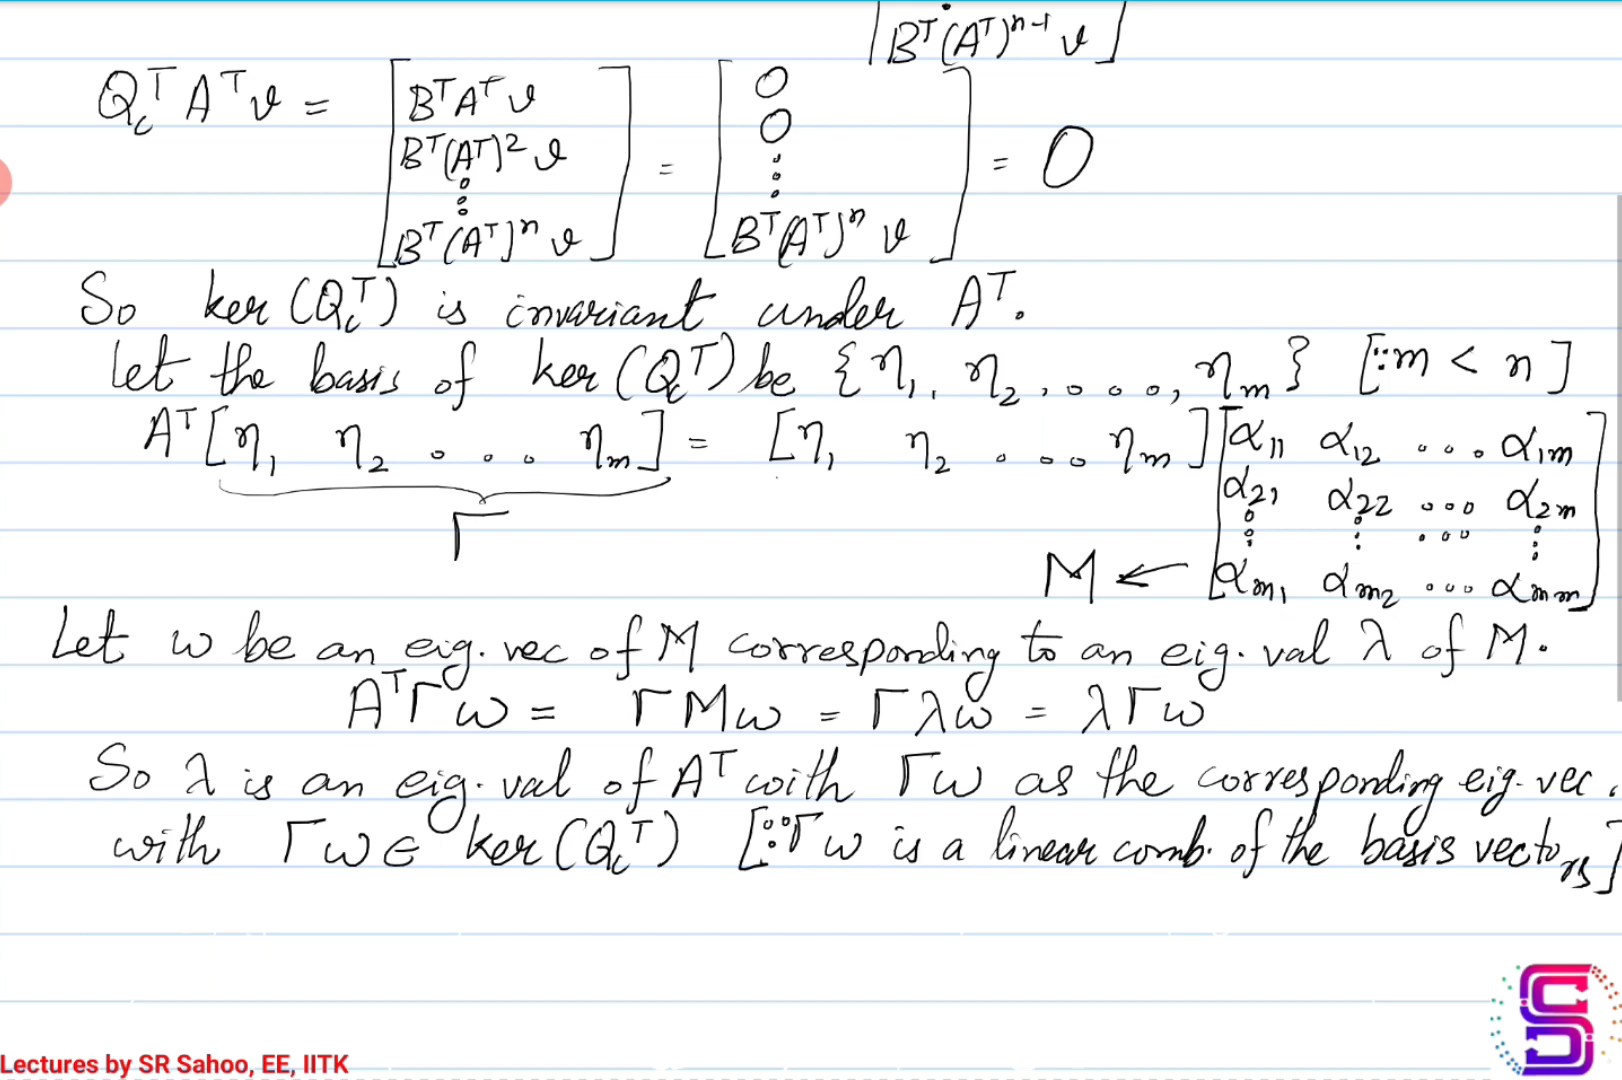 B^T(A^T)^{n-1} v ]
Q_c^T A^T v = [ B^T A^T v ; B^T(A^T)^2 v ; ⋮ ; B^T(A^T)^n v ] = [ 0 ; 0 ; ⋮ ; B^T(A^T)^n v ] = 0
So ker(Q_c^T) is invariant under A^T.
Let the basis of ker(Q_c^T) be {η_1, η_2, ...., η_m} [∵ m < n]
A^T [η_1 η_2 .... η_m] = [η_1 η_2 .... η_m] [ α_11 α_12 ... α_1m ; α_21 α_22 ... α_2m ; ⋮ ⋮ ... ⋮ ; α_m1 α_m2 ... α_mm ]
Γ
M ←
Let w be an eig. vec of M corresponding to an eig. val λ of M.
A^T Γ w = Γ M w = Γ λ w = λ Γ w
So λ is an eig. val of A^T with Γw as the corresponding eig. vec.
with Γw ∈ ker(Q_c^T) [∵ Γw is a linear comb. of the basis vectors]
Lectures by SR Sahoo, EE, IITK